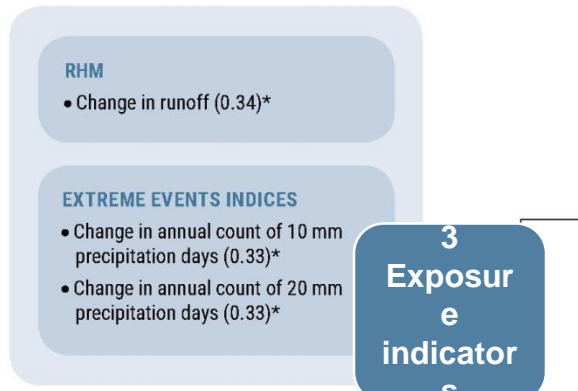 RHM
• Change in runoff (0.34)*
EXTREME EVENTS INDICES
• Change in annual count of 10 mm
precipitation days (0.33)*
• Change in annual count of 20 mm
precipitation days (0.33)*
3
Exposur
e
indicator
s